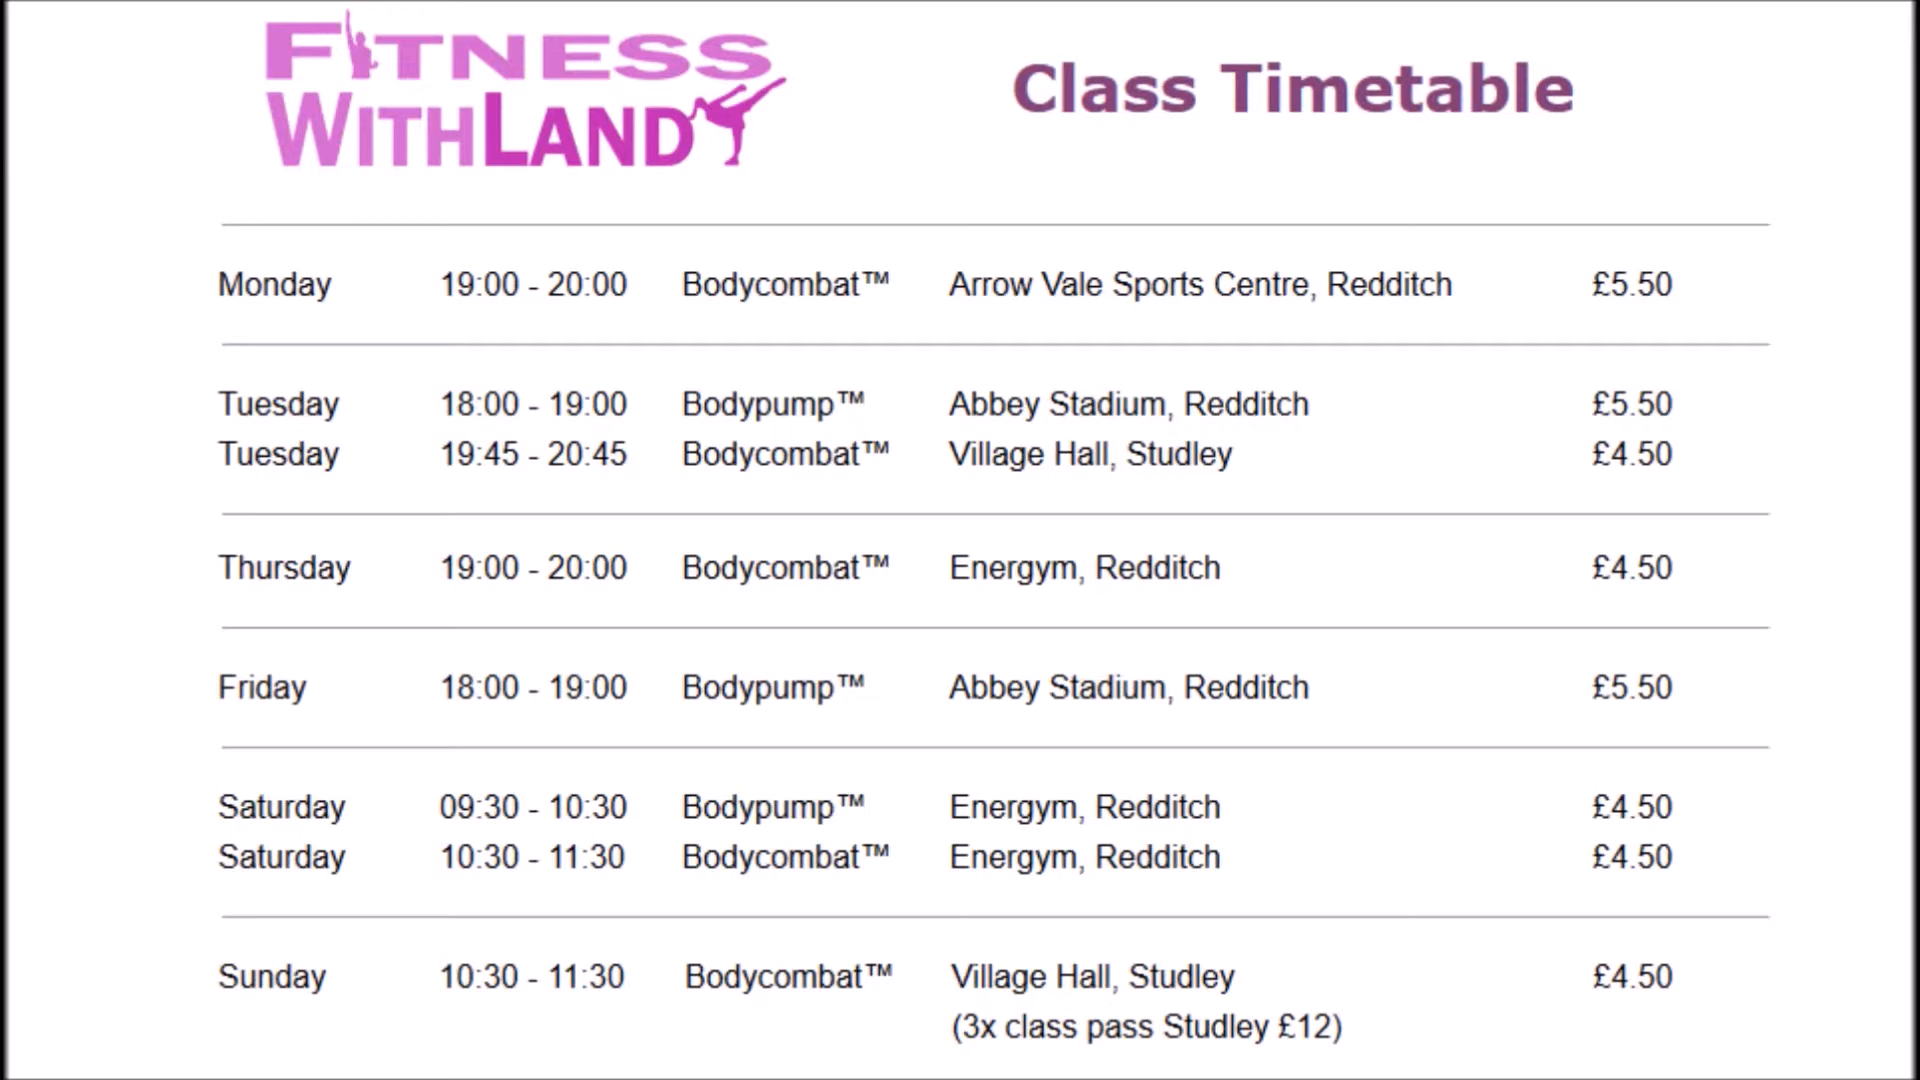 FITNESS
WITHLAND
Class Timetable
Monday 19:00 - 20:00 Bodycombat™ Arrow Vale Sports Centre, Redditch £5.50
Tuesday 18:00 - 19:00 Bodypump™ Abbey Stadium, Redditch £5.50
Tuesday 19:45 - 20:45 Bodycombat™ Village Hall, Studley £4.50
Thursday 19:00 - 20:00 Bodycombat™ Energym, Redditch £4.50
Friday 18:00 - 19:00 Bodypump™ Abbey Stadium, Redditch £5.50
Saturday 09:30 - 10:30 Bodypump™ Energym, Redditch £4.50
Saturday 10:30 - 11:30 Bodycombat™ Energym, Redditch £4.50
Sunday 10:30 - 11:30 Bodycombat™ Village Hall, Studley £4.50
(3x class pass Studley £12)